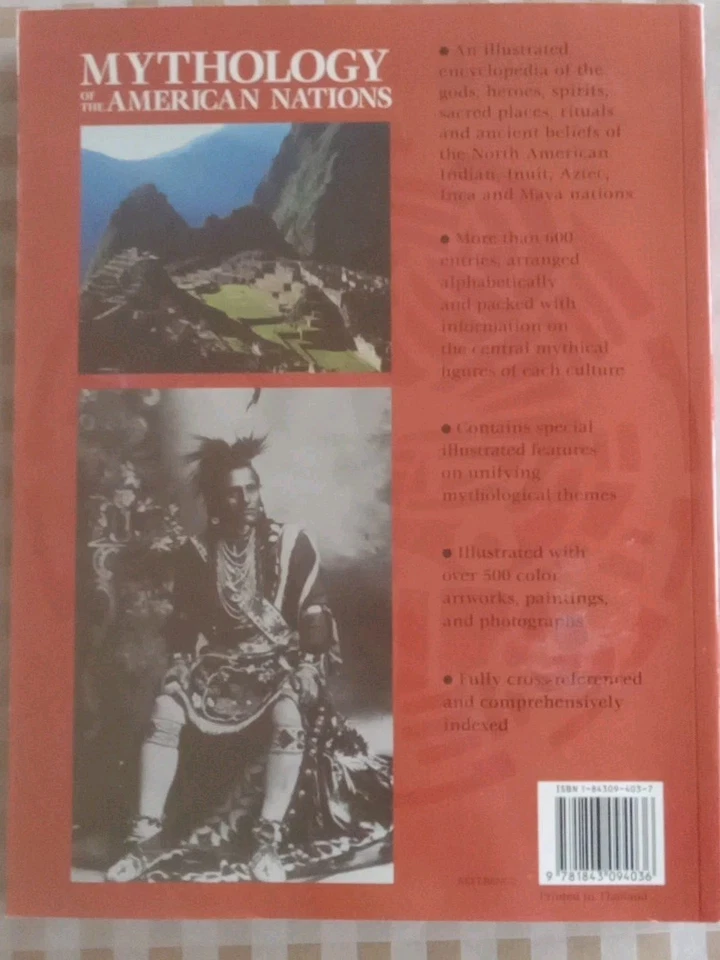 MYTHOLOGY
OF THE AMERICAN NATIONS
● An illustrated
encyclopedia of the
gods, heroes, spirits,
sacred places, rituals
and ancient beliefs of
the North American
Indian, Inuit, Aztec,
Inca and Maya nations
● More than 600
entries, arranged
alphabetically
and packed with
information on
the central mythical
figures of each culture
● Contains special
illustrated features
on unifying
mythological themes
● Illustrated with
over 500 color
artworks, paintings,
and photographs
● Fully cross-referenced
and comprehensively
indexed
ISBN 1-84309-403-7
9 781843 094036
REFERENCE
Printed in Thailand